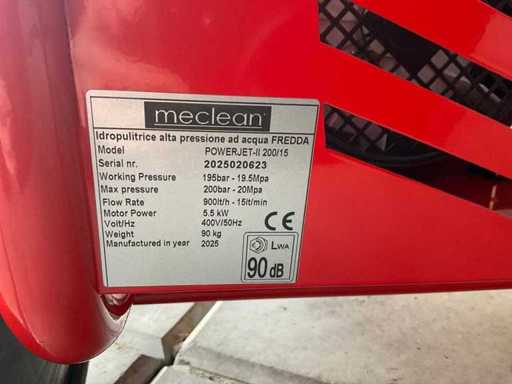 meclean®
Idropulitrice alta pressione ad acqua FREDDA
Model POWERJET-II 200/15
Serial nr. 2025020623
Working Pressure 195bar - 19.5Mpa
Max pressure 200bar - 20Mpa
Flow Rate 900lt/h - 15lt/min
Motor Power 5.5 kW
Volt/Hz 400V/50Hz
Weight 90 kg
Manufactured in year 2025
CE
LWA
90 dB